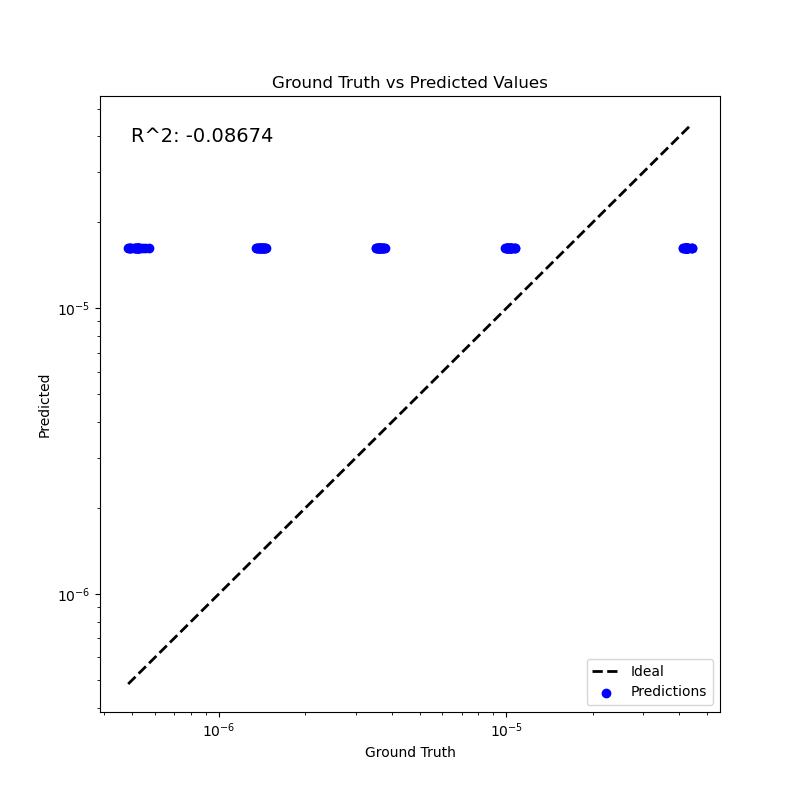 Ground Truth vs Predicted Values
R^2: -0.08674
10⁻⁵
10⁻⁶
Predicted
10⁻⁶ 10⁻⁵
Ground Truth
Ideal
Predictions